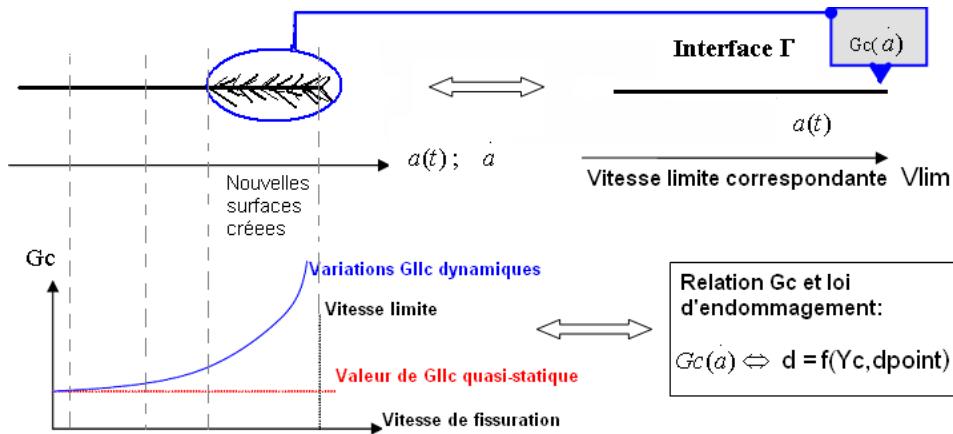 Interface Γ
Gc(ȧ)
a(t) ; ȧ
a(t)
Nouvelles
surfaces
créees
Vitesse limite correspondante Vlim
Gc
Variations GIIc dynamiques
Vitesse limite
Valeur de GIIc quasi-statique
Vitesse de fissuration
Relation Gc et loi
d'endommagement:
Gc(ȧ) ⇔ d = f(Yc,dpoint)